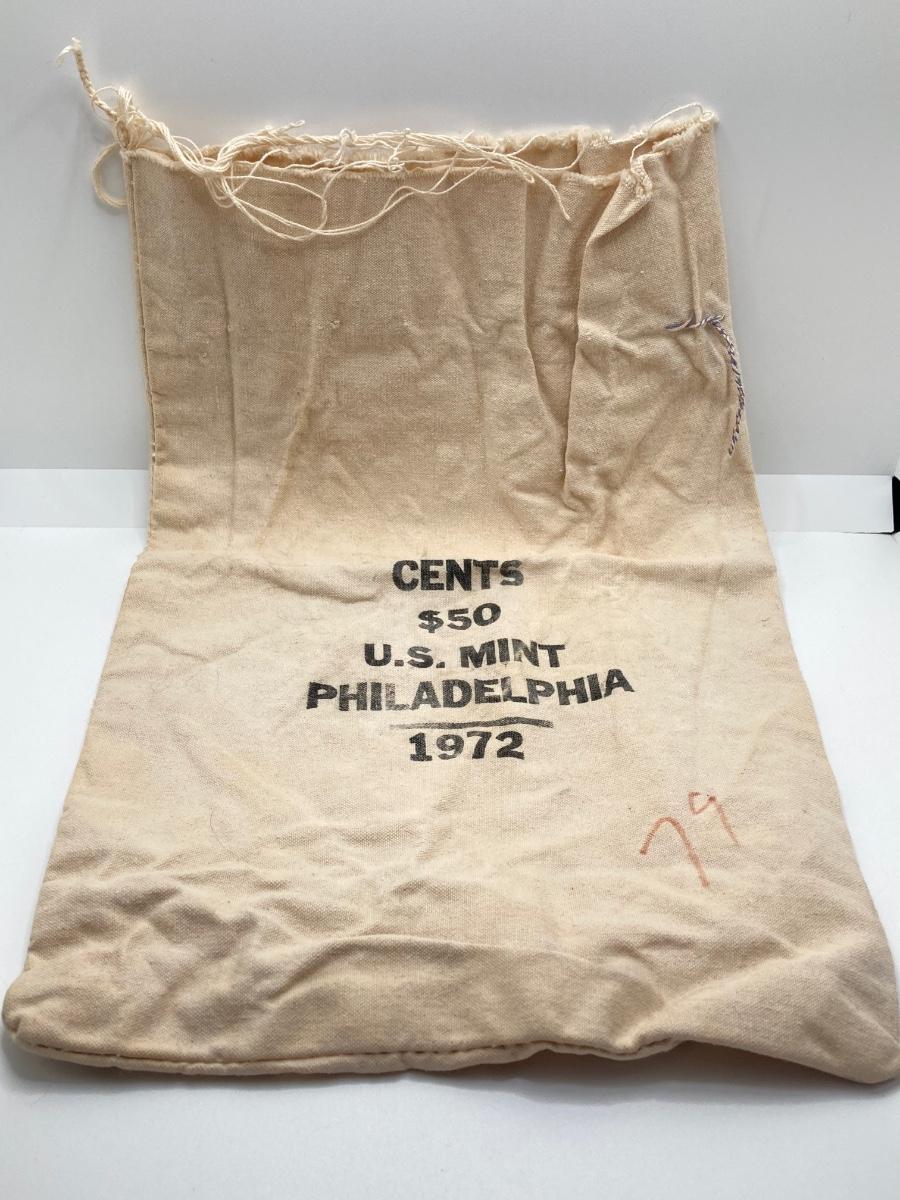 CENTS
$50
U.S. MINT
PHILADELPHIA
1972
79